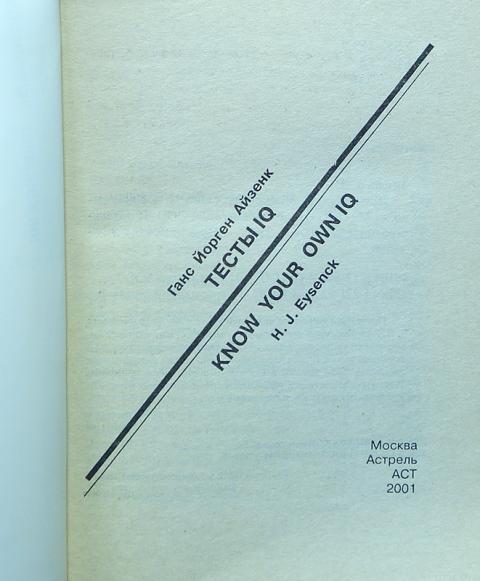 Ганс Йорген Айзенк
ТЕСТЫ IQ
KNOW YOUR OWN IQ
H. J. Eysenck
Москва
Астрель
АСТ
2001